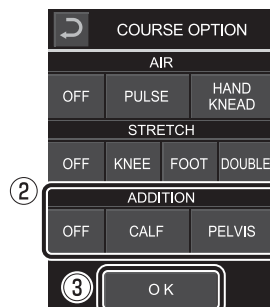 COURSE OPTION
AIR
OFF PULSE HAND KNEAD
STRETCH
OFF KNEE FOOT DOUBLE
② ADDITION
OFF CALF PELVIS
③ OK